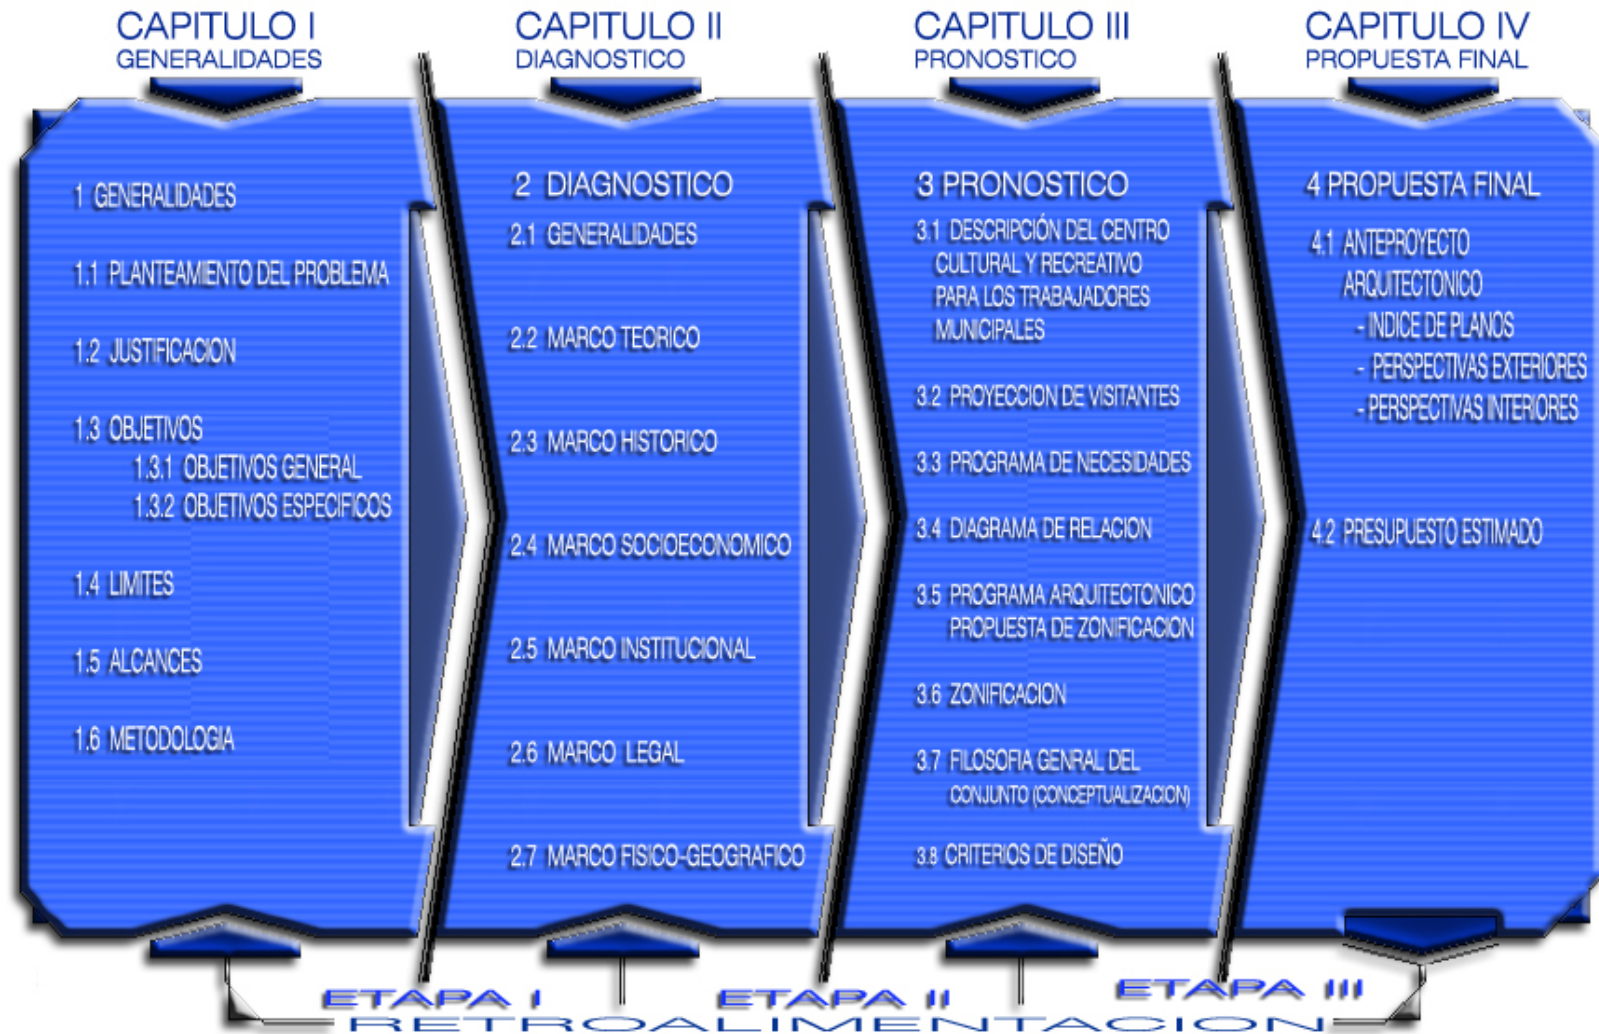 CAPITULO I
GENERALIDADES
CAPITULO II
DIAGNOSTICO
CAPITULO III
PRONOSTICO
CAPITULO IV
PROPUESTA FINAL
1 GENERALIDADES
1.1 PLANTEAMIENTO DEL PROBLEMA
1.2 JUSTIFICACION
1.3 OBJETIVOS
1.3.1 OBJETIVOS GENERAL
1.3.2 OBJETIVOS ESPECIFICOS
1.4 LIMITES
1.5 ALCANCES
1.6 METODOLOGIA
2 DIAGNOSTICO
2.1 GENERALIDADES
2.2 MARCO TEORICO
2.3 MARCO HISTORICO
2.4 MARCO SOCIOECONOMICO
2.5 MARCO INSTITUCIONAL
2.6 MARCO LEGAL
2.7 MARCO FISICO-GEOGRAFICO
3 PRONOSTICO
3.1 DESCRIPCIÓN DEL CENTRO
CULTURAL Y RECREATIVO
PARA LOS TRABAJADORES
MUNICIPALES
3.2 PROYECCION DE VISITANTES
3.3 PROGRAMA DE NECESIDADES
3.4 DIAGRAMA DE RELACION
3.5 PROGRAMA ARQUITECTONICO
PROPUESTA DE ZONIFICACION
3.6 ZONIFICACION
3.7 FILOSOFIA GENRAL DEL
CONJUNTO (CONCEPTUALIZACION)
3.8 CRITERIOS DE DISEÑO
4 PROPUESTA FINAL
4.1 ANTEPROYECTO
ARQUITECTONICO
- INDICE DE PLANOS
- PERSPECTIVAS EXTERIORES
- PERSPECTIVAS INTERIORES
4.2 PRESUPUESTO ESTIMADO
ETAPA I
ETAPA II
ETAPA III
RETROALIMENTACION